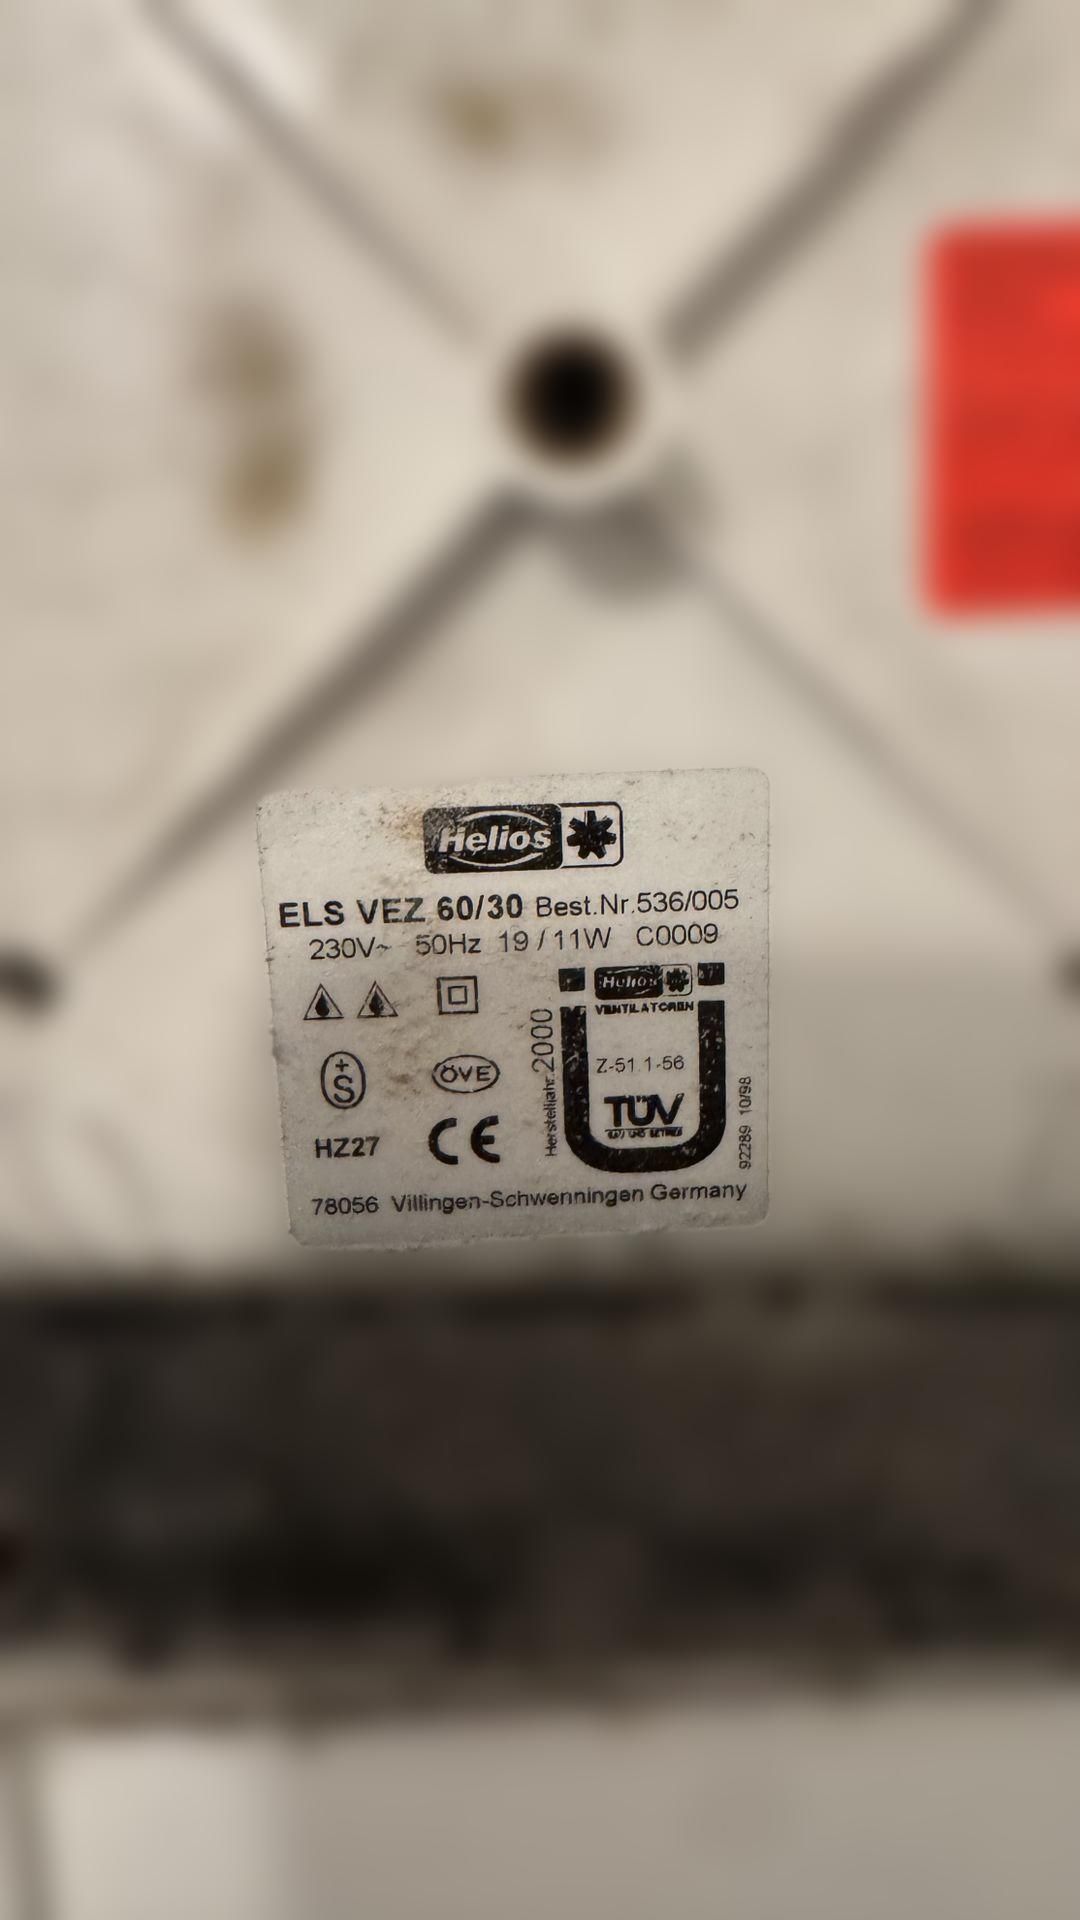 Helios
ELS VEZ 60/30 Best.Nr.536/005
230V~ 50Hz 19 / 11W C0009
Helios
VENTILATOREN
Herstelljahr 2000
Z-51.1-56
+
S
ÖVE
TÜV
HZ27
CE
92289 10/98
78056 Villingen-Schwenningen Germany